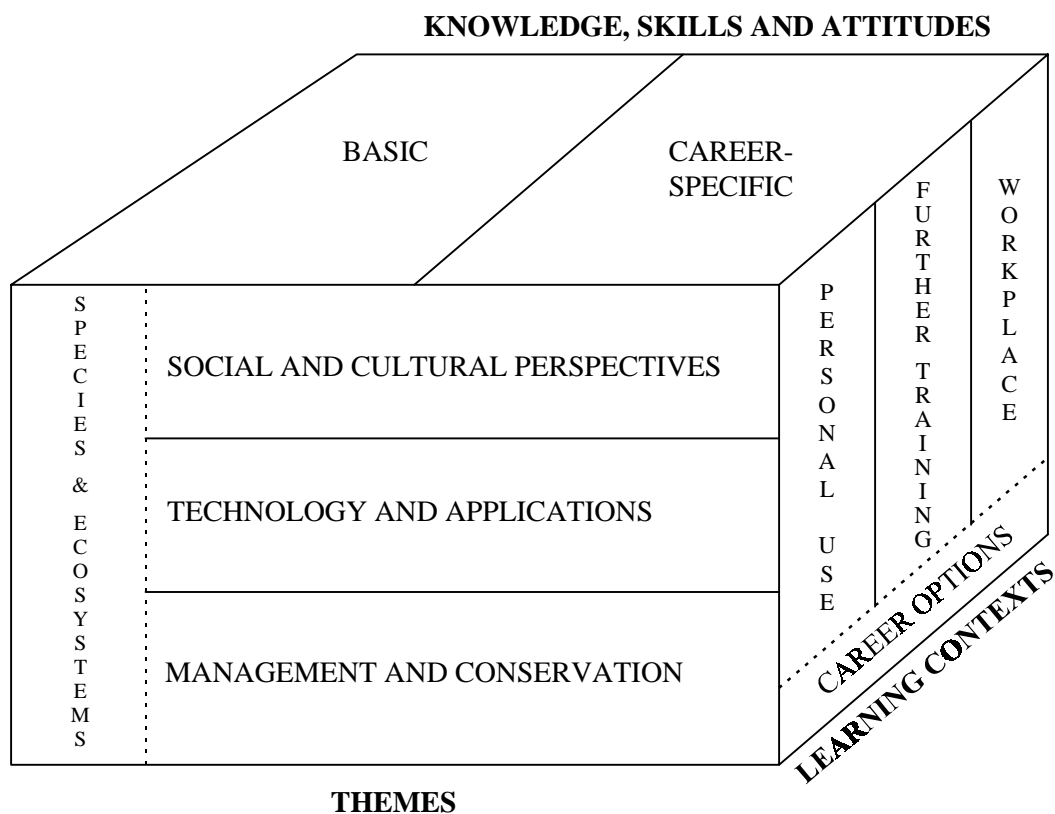 KNOWLEDGE, SKILLS AND ATTITUDES
BASIC
CAREER-
SPECIFIC
SPECIES & ECOSYSTEMS
SOCIAL AND CULTURAL PERSPECTIVES
TECHNOLOGY AND APPLICATIONS
MANAGEMENT AND CONSERVATION
PERSONAL USE
FURTHER TRAINING
WORKPLACE
CAREER OPTIONS
LEARNING CONTEXTS
THEMES